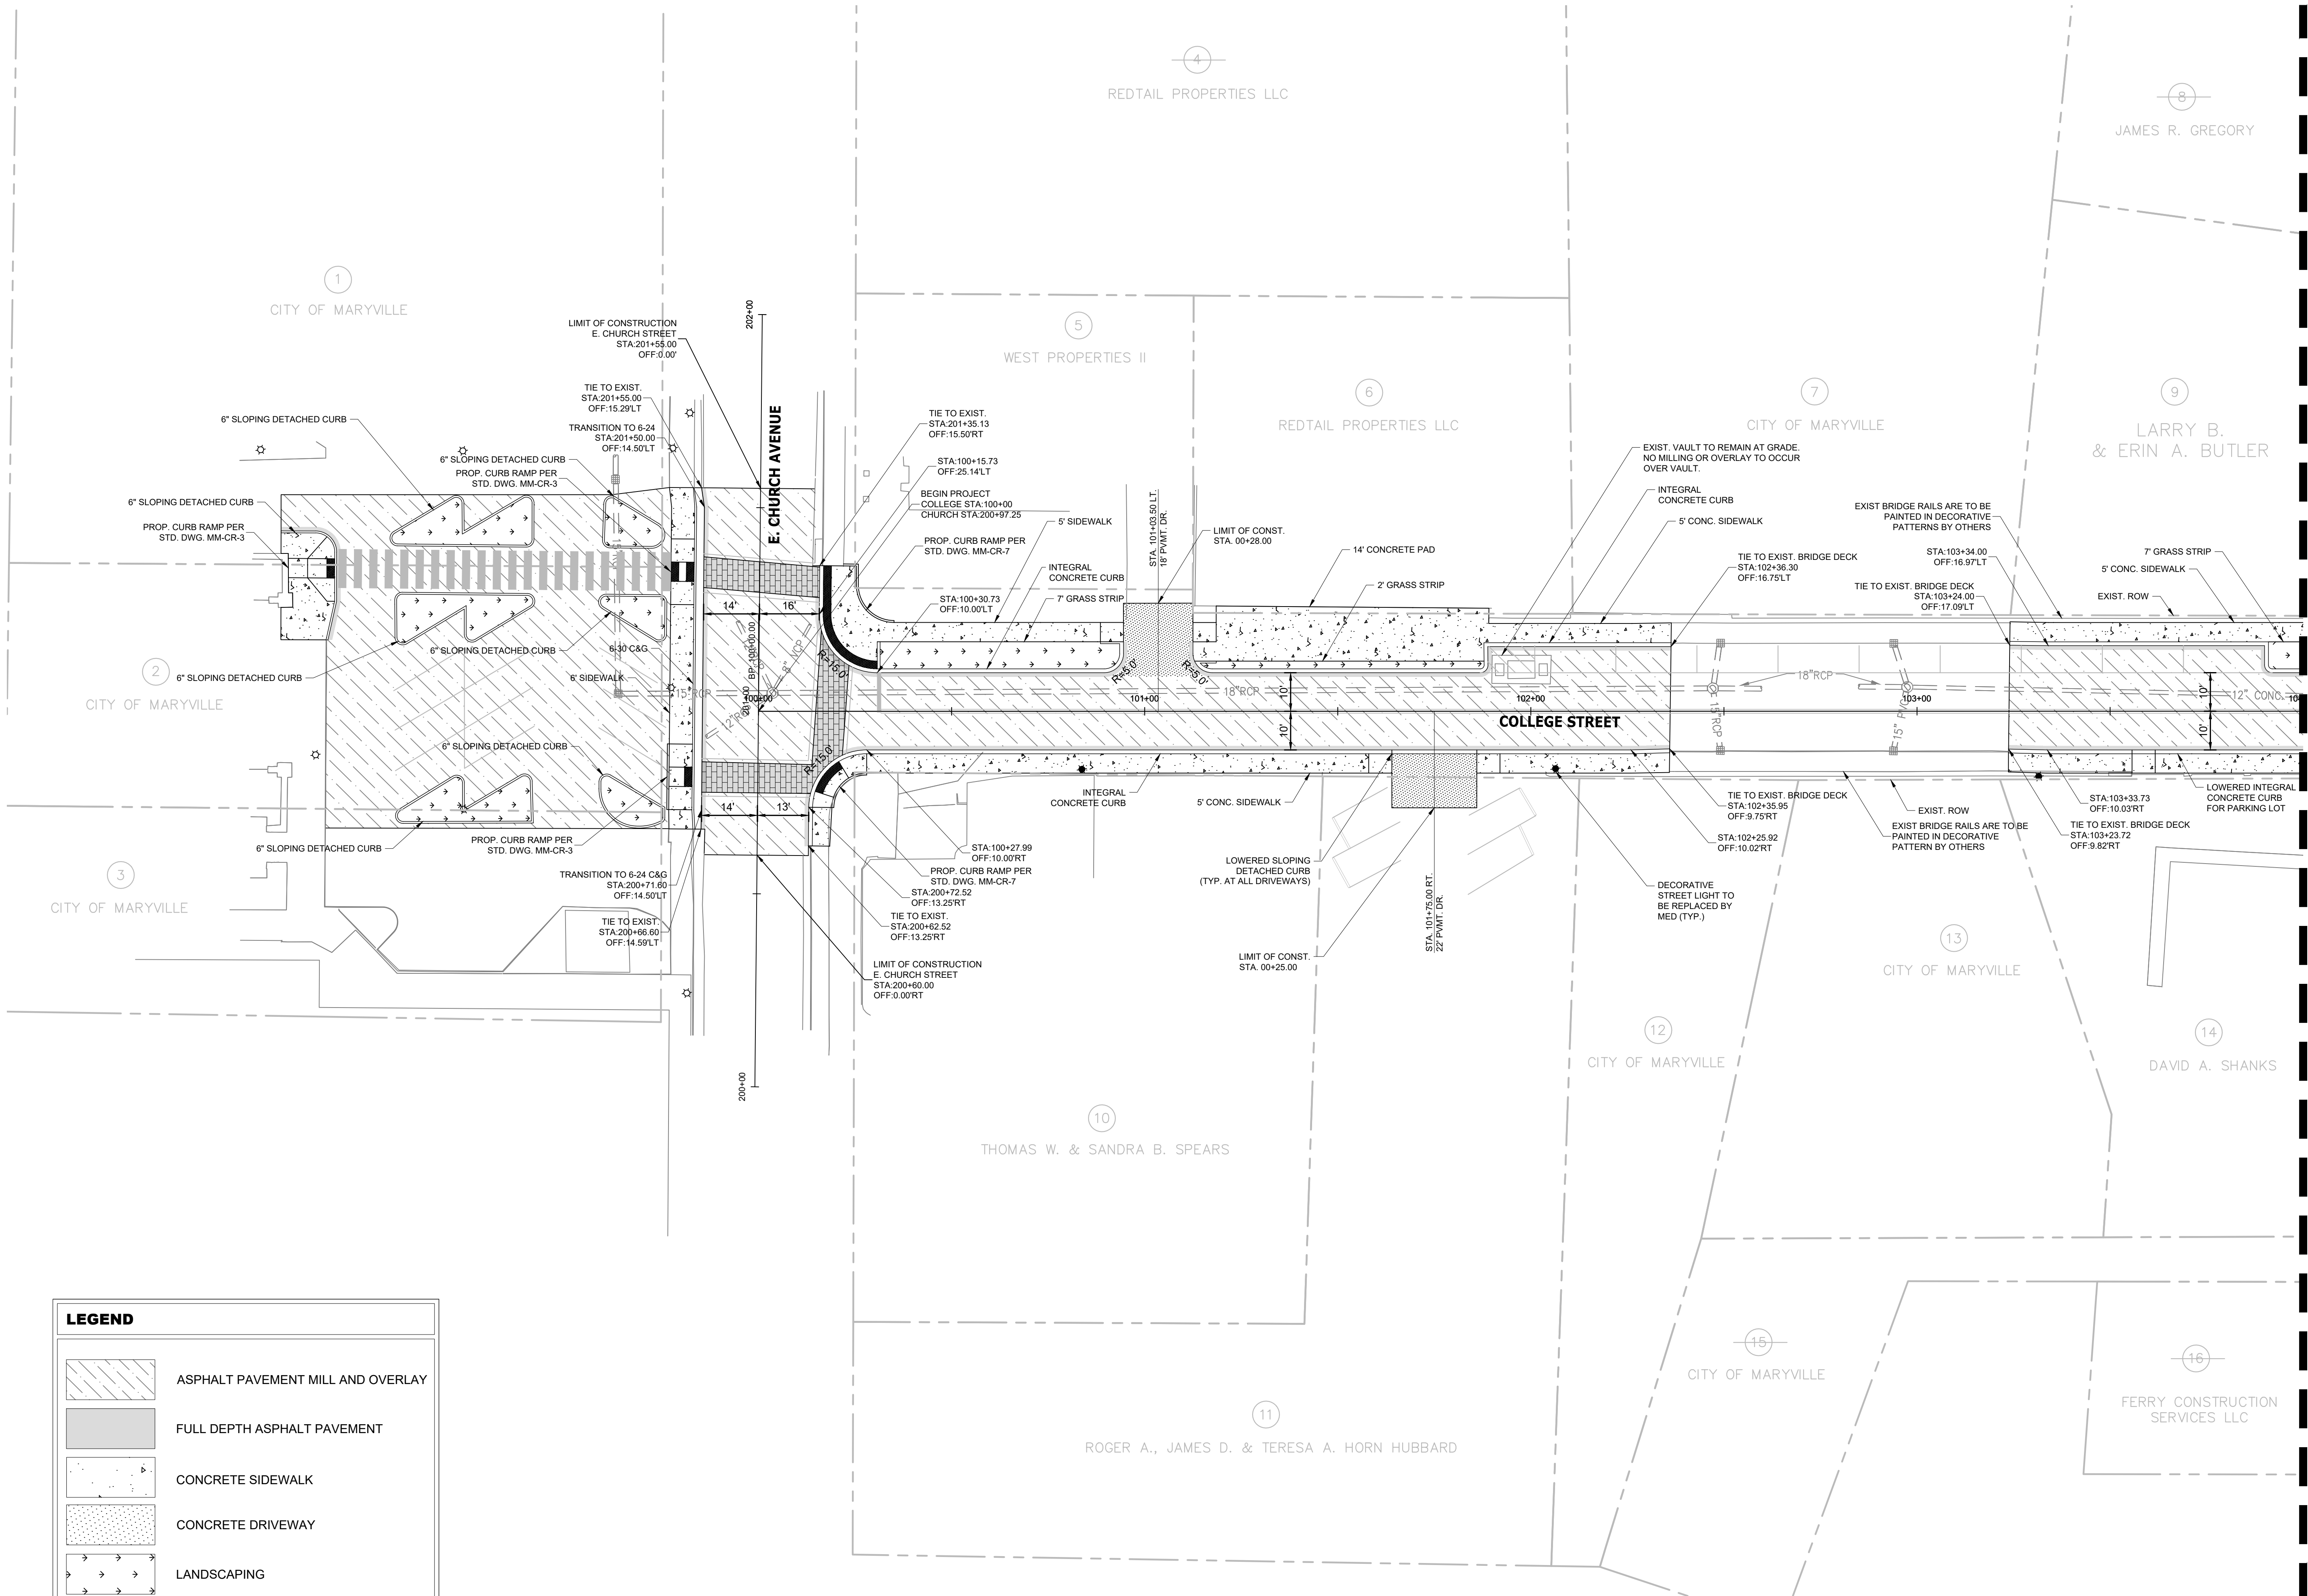 4
REDTAIL PROPERTIES LLC
8
JAMES R. GREGORY
1
CITY OF MARYVILLE
5
WEST PROPERTIES II
6
REDTAIL PROPERTIES LLC
7
CITY OF MARYVILLE
9
LARRY B.
& ERIN A. BUTLER
2
CITY OF MARYVILLE
3
CITY OF MARYVILLE
LIMIT OF CONSTRUCTION
E. CHURCH STREET
STA:201+55.00
OFF:0.00'
202+00
TIE TO EXIST.
STA:201+55.00
OFF:15.29'LT
TRANSITION TO 6-24
STA:201+50.00
OFF:14.50'LT
6" SLOPING DETACHED CURB
6" SLOPING DETACHED CURB
PROP. CURB RAMP PER
STD. DWG. MM-CR-3
6" SLOPING DETACHED CURB
PROP. CURB RAMP PER
STD. DWG. MM-CR-3
E. CHURCH AVENUE
TIE TO EXIST.
STA:201+35.13
OFF:15.50'RT
STA:100+15.73
OFF:25.14'LT
BEGIN PROJECT
COLLEGE STA:100+00
CHURCH STA:200+97.25
5' SIDEWALK
PROP. CURB RAMP PER
STD. DWG. MM-CR-7
INTEGRAL
CONCRETE CURB
STA:100+30.73
OFF:10.00'LT
7' GRASS STRIP
STA. 101+03.50 LT.
18' PVMT. DR.
LIMIT OF CONST.
STA. 00+28.00
14' CONCRETE PAD
2' GRASS STRIP
EXIST. VAULT TO REMAIN AT GRADE.
NO MILLING OR OVERLAY TO OCCUR
OVER VAULT.
INTEGRAL
CONCRETE CURB
5' CONC. SIDEWALK
TIE TO EXIST. BRIDGE DECK
STA:102+36.30
OFF:16.75'LT
EXIST BRIDGE RAILS ARE TO BE
PAINTED IN DECORATIVE
PATTERNS BY OTHERS
STA:103+34.00
OFF:16.97'LT
TIE TO EXIST. BRIDGE DECK
STA:103+24.00
OFF:17.09'LT
7' GRASS STRIP
5' CONC. SIDEWALK
EXIST. ROW
14'
16'
BP: 100+00.00
201+00
100+00
8" VCP
12"R
R=15.0'
R=15.0'
6-30 C&G
6' SIDEWALK
15 RCP
6" SLOPING DETACHED CURB
6" SLOPING DETACHED CURB
6" SLOPING DETACHED CURB
6" SLOPING DETACHED CURB
PROP. CURB RAMP PER
STD. DWG. MM-CR-3
14'
13'
R=5.0'
R=5.0'
101+00
18"RCP
10'
10'
102+00
COLLEGE STREET
15"RCP
18"RCP
103+00
15" PVC
12" CONC.
10'
10'
10
TRANSITION TO 6-24 C&G
STA:200+71.60
OFF:14.50'LT
TIE TO EXIST.
STA:200+66.60
OFF:14.59'LT
STA:100+27.99
OFF:10.00'RT
PROP. CURB RAMP PER
STD. DWG. MM-CR-7
STA:200+72.52
OFF:13.25'RT
TIE TO EXIST.
STA:200+62.52
OFF:13.25'RT
LIMIT OF CONSTRUCTION
E. CHURCH STREET
STA:200+60.00
OFF:0.00'RT
200+00
INTEGRAL
CONCRETE CURB
5' CONC. SIDEWALK
LOWERED SLOPING
DETACHED CURB
(TYP. AT ALL DRIVEWAYS)
LIMIT OF CONST.
STA. 00+25.00
STA. 101+75.00 RT.
22' PVMT. DR.
TIE TO EXIST. BRIDGE DECK
STA:102+35.95
OFF:9.75'RT
STA:102+25.92
OFF:10.02'RT
DECORATIVE
STREET LIGHT TO
BE REPLACED BY
MED (TYP.)
EXIST. ROW
EXIST BRIDGE RAILS ARE TO BE
PAINTED IN DECORATIVE
PATTERN BY OTHERS
STA:103+33.73
OFF:10.03'RT
TIE TO EXIST. BRIDGE DECK
STA:103+23.72
OFF:9.82'RT
LOWERED INTEGRAL
CONCRETE CURB
FOR PARKING LOT
13
CITY OF MARYVILLE
12
CITY OF MARYVILLE
14
DAVID A. SHANKS
10
THOMAS W. & SANDRA B. SPEARS
11
ROGER A., JAMES D. & TERESA A. HORN HUBBARD
15
CITY OF MARYVILLE
16
FERRY CONSTRUCTION
SERVICES LLC
LEGEND
ASPHALT PAVEMENT MILL AND OVERLAY
FULL DEPTH ASPHALT PAVEMENT
CONCRETE SIDEWALK
CONCRETE DRIVEWAY
LANDSCAPING